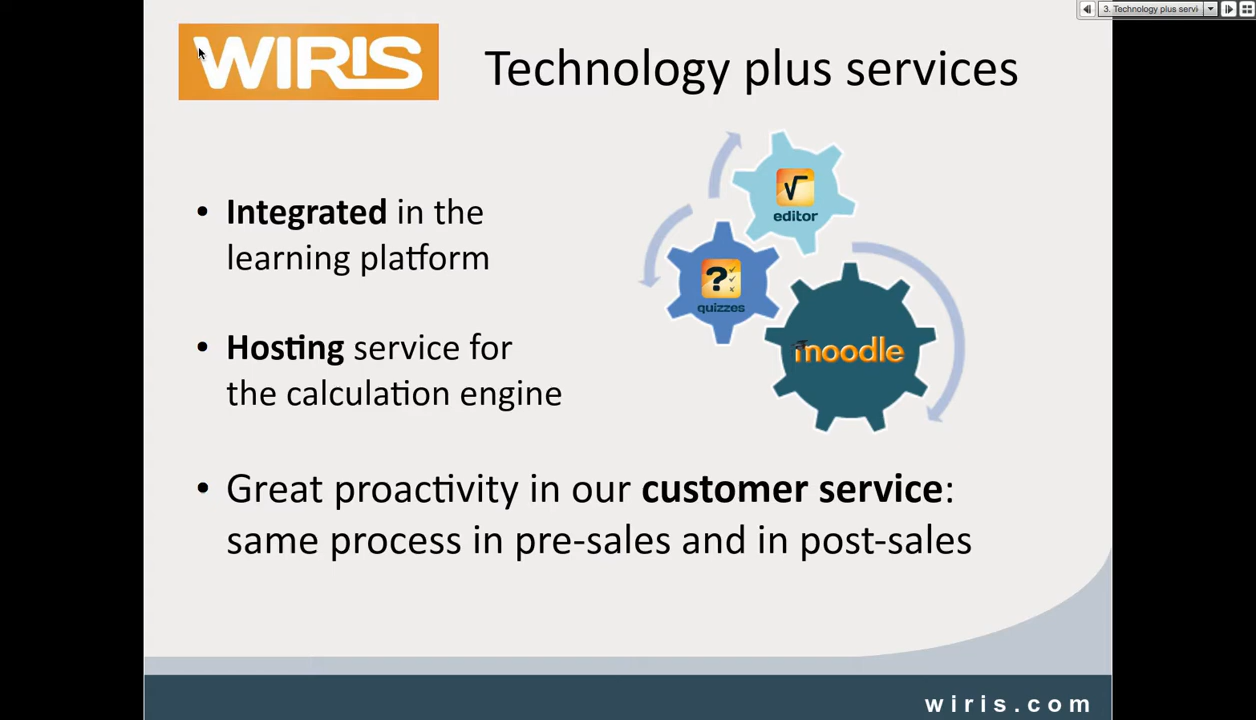 3. Technology plus servi
WIRIS
Technology plus services
editor
quizzes
moodle
• Integrated in the
learning platform
• Hosting service for
the calculation engine
• Great proactivity in our customer service:
same process in pre-sales and in post-sales
wiris.com